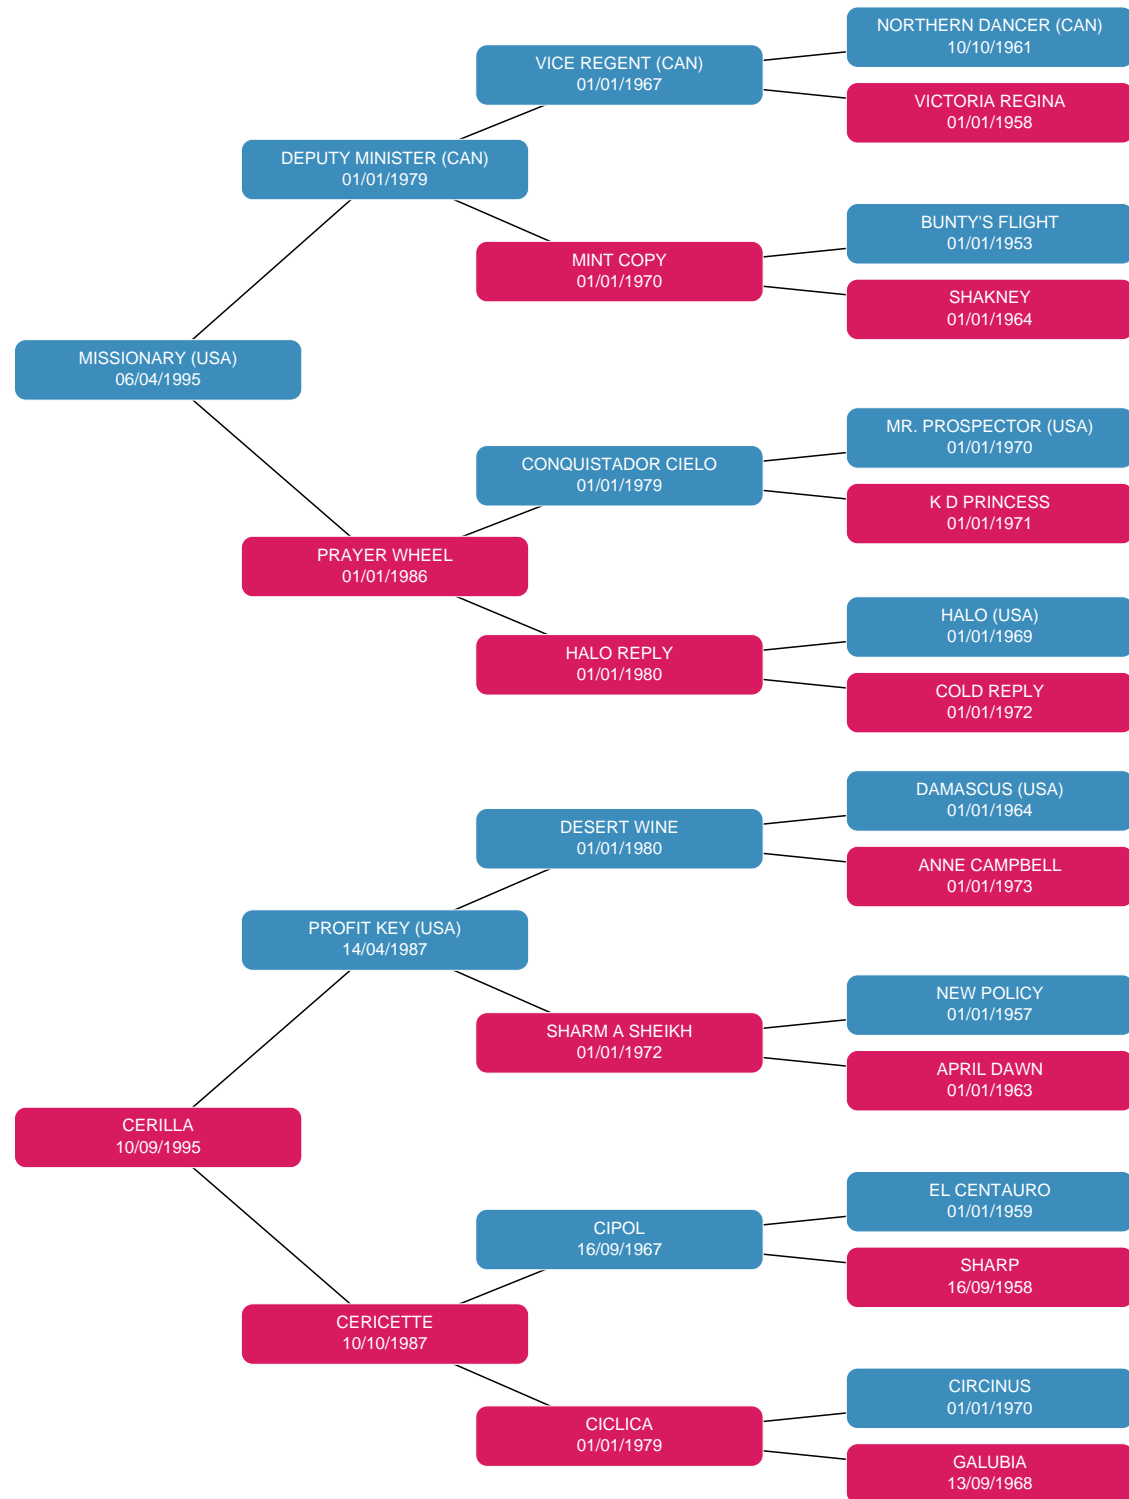 NORTHERN DANCER (CAN)
10/10/1961
VICE REGENT (CAN)
01/01/1967
VICTORIA REGINA
01/01/1958
DEPUTY MINISTER (CAN)
01/01/1979
BUNTY'S FLIGHT
01/01/1953
MINT COPY
01/01/1970
SHAKNEY
01/01/1964
MISSIONARY (USA)
06/04/1995
MR. PROSPECTOR (USA)
01/01/1970
CONQUISTADOR CIELO
01/01/1979
K D PRINCESS
01/01/1971
PRAYER WHEEL
01/01/1986
HALO (USA)
01/01/1969
HALO REPLY
01/01/1980
COLD REPLY
01/01/1972
DAMASCUS (USA)
01/01/1964
DESERT WINE
01/01/1980
ANNE CAMPBELL
01/01/1973
PROFIT KEY (USA)
14/04/1987
NEW POLICY
01/01/1957
SHARM A SHEIKH
01/01/1972
APRIL DAWN
01/01/1963
CERILLA
10/09/1995
EL CENTAURO
01/01/1959
CIPOL
16/09/1967
SHARP
16/09/1958
CERICETTE
10/10/1987
CIRCINUS
01/01/1970
CICLICA
01/01/1979
GALUBIA
13/09/1968